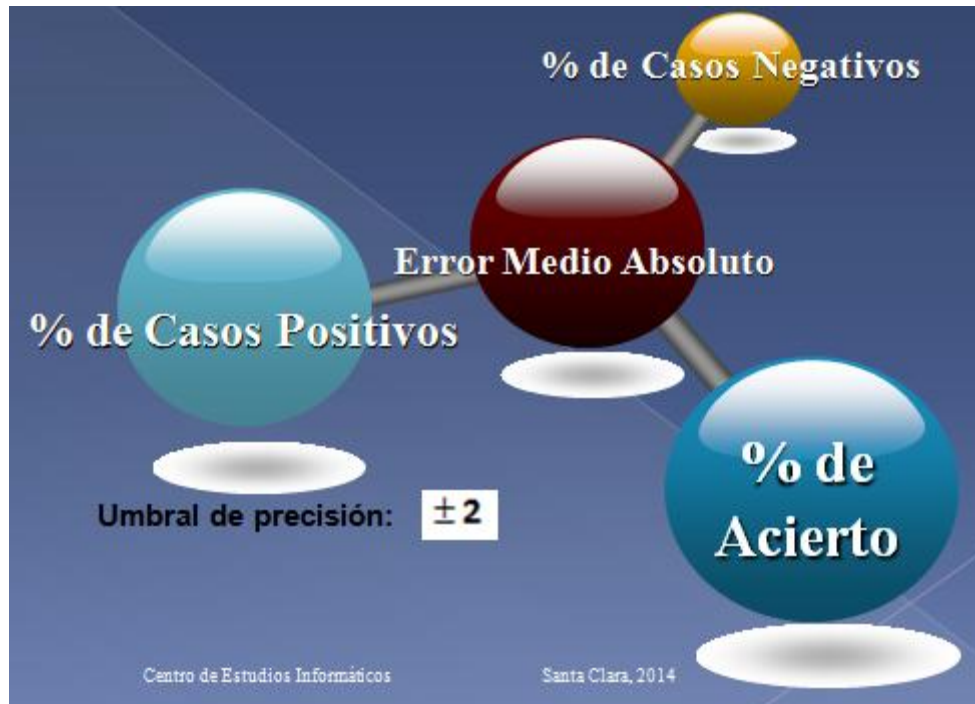 % de Casos Negativos
Error Medio Absoluto
% de Casos Positivos
% de
Acierto
Umbral de precisión: ±2
Centro de Estudios Informáticos
Santa Clara, 2014